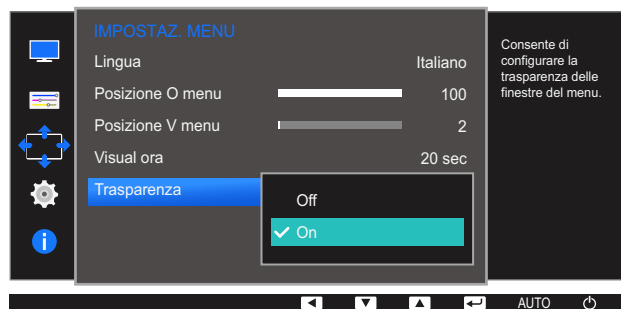 IMPOSTAZ. MENU
Lingua Italiano
Posizione O menu 100
Posizione V menu 2
Visual ora 20 sec
Trasparenza
Off
On
Consente di
configurare la
trasparenza delle
finestre del menu.
AUTO